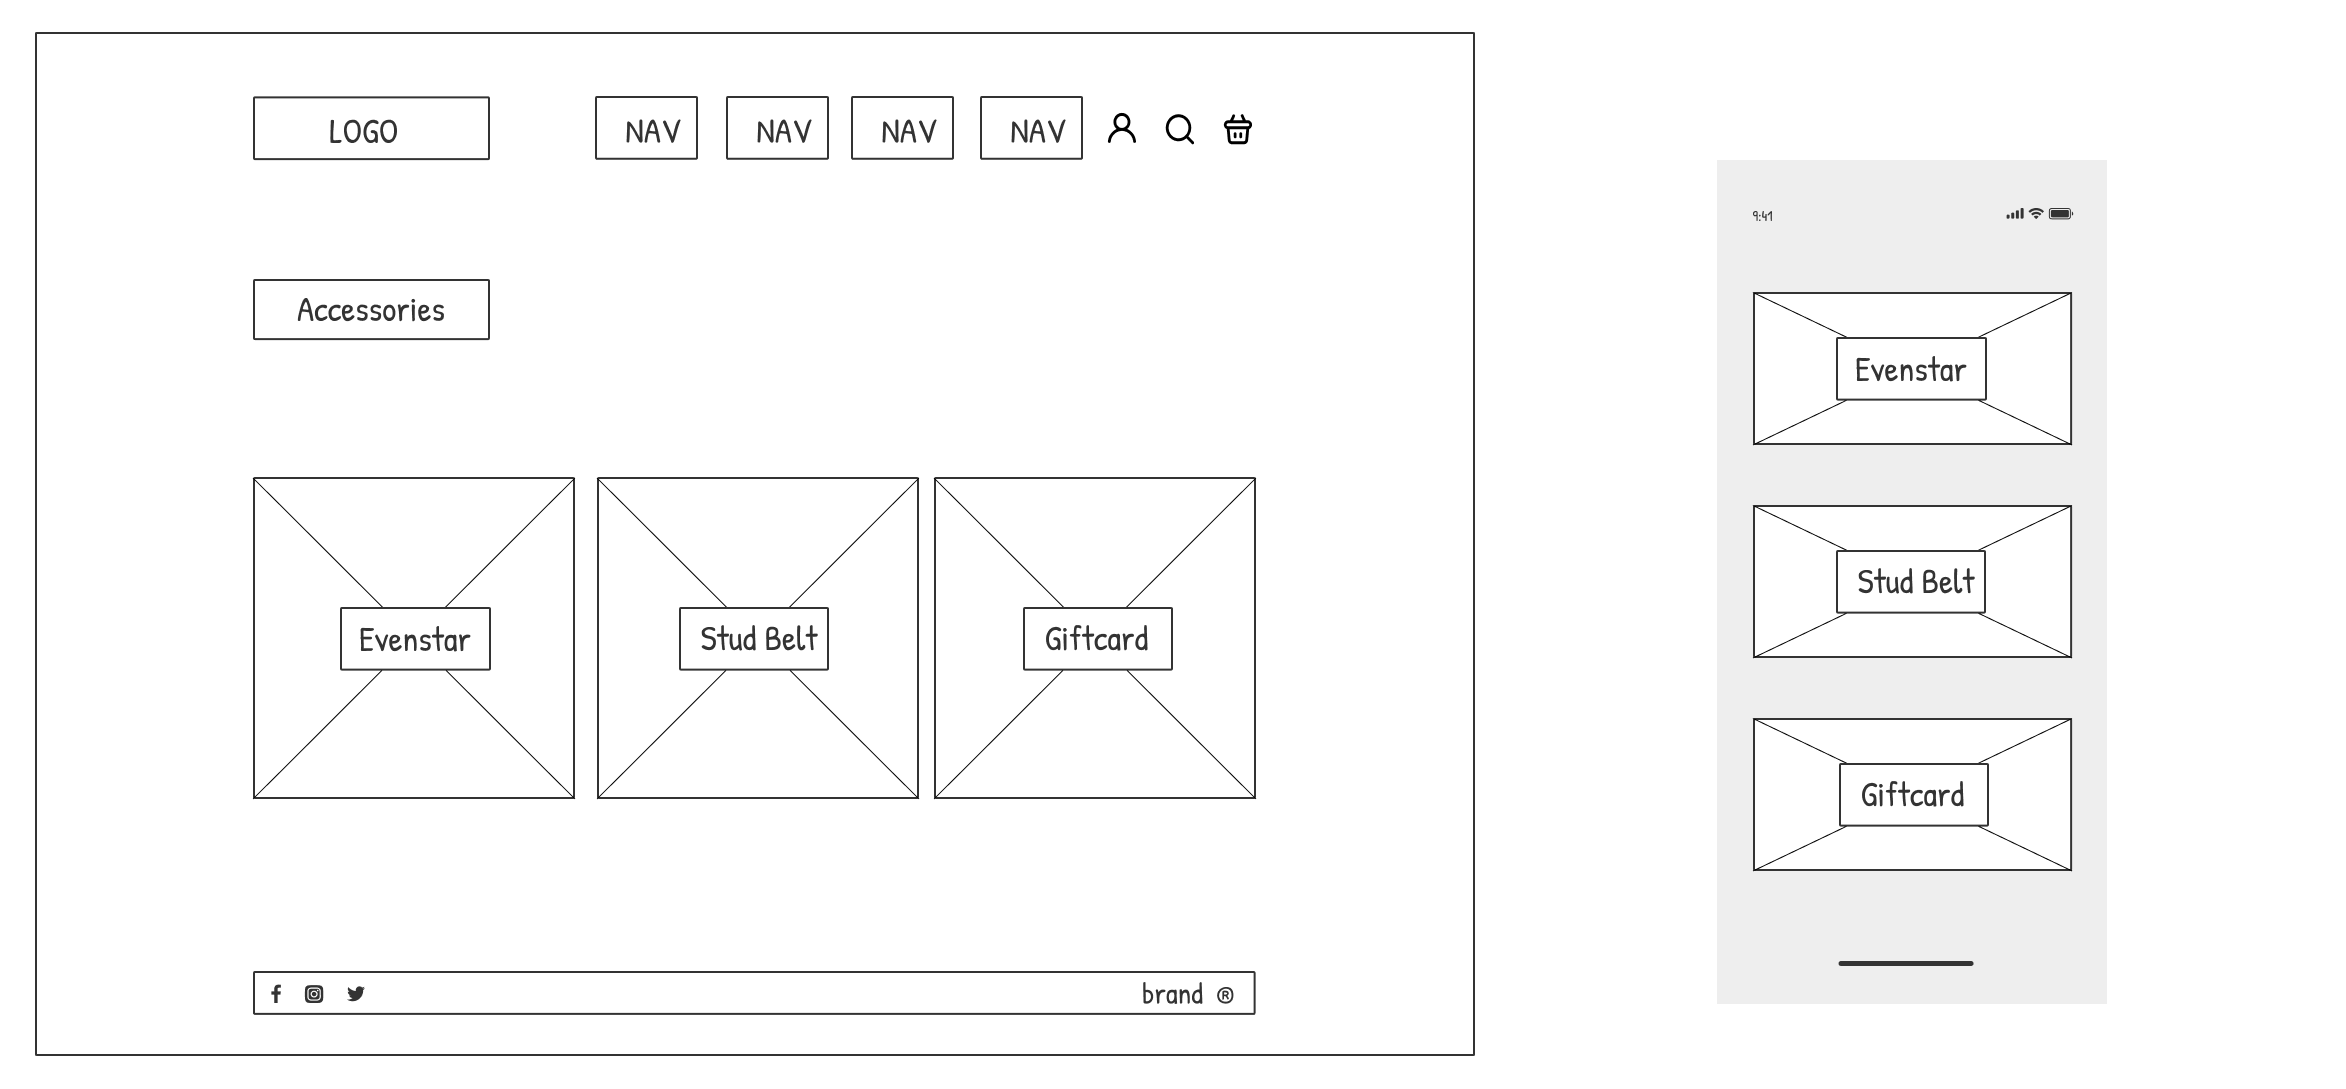 LOGO
NAV NAV NAV NAV
Accessories
Evenstar
Stud Belt
Giftcard
brand ®
9:41
Evenstar
Stud Belt
Giftcard